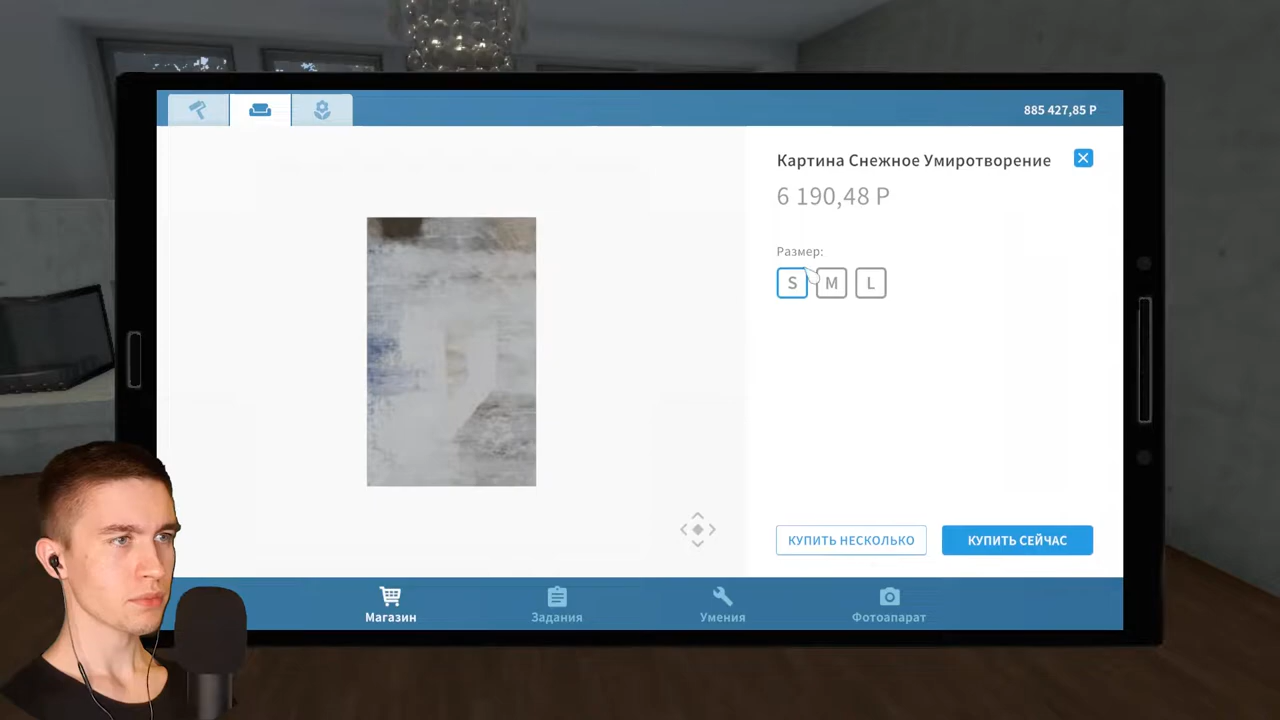 885 427,85 Р
Картина Снежное Умиротворение
6 190,48 Р
Размер:
S M L
КУПИТЬ НЕСКОЛЬКО КУПИТЬ СЕЙЧАС
Магазин Задания Умения Фотоапарат